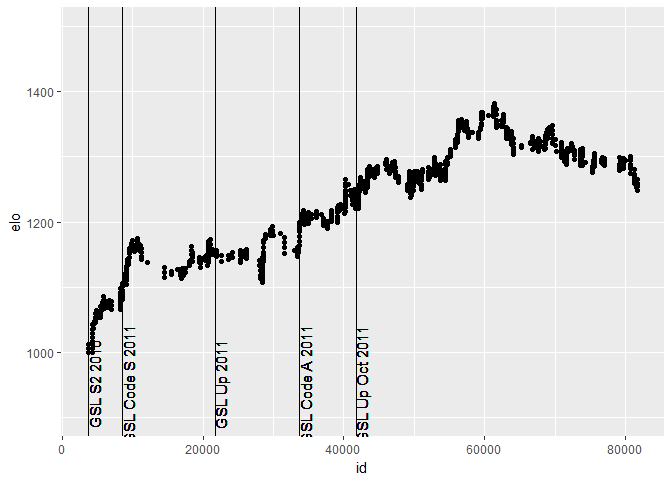 1400
1200
1000
elo
GSL S2 2010
GSL Code S 2011
GSL Up 2011
GSL Code A 2011
GSL Up Oct 2011
0
20000
40000
60000
80000
id